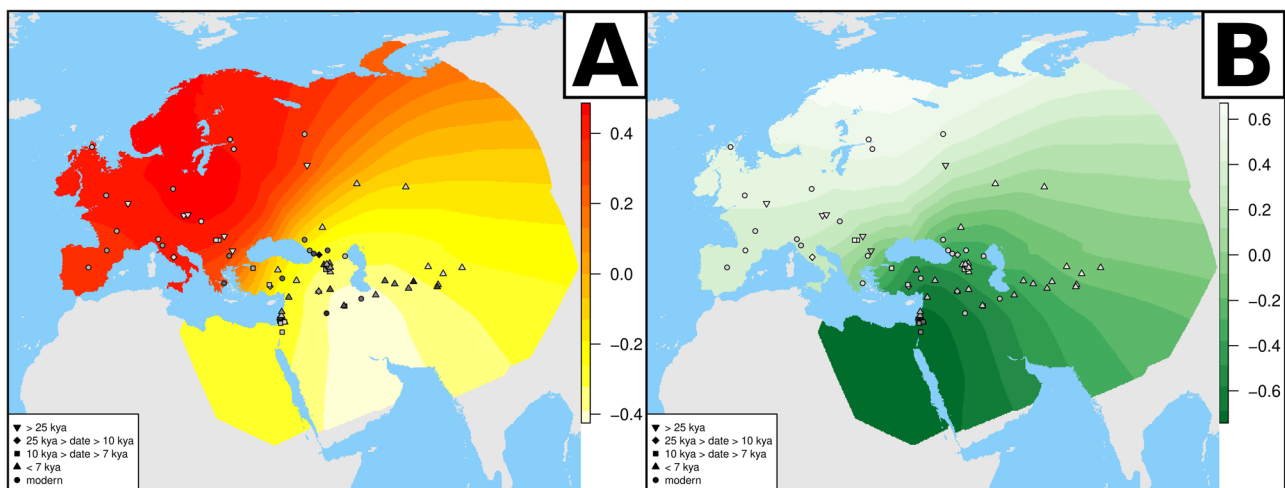 A
0.4
0.2
0.0
−0.2
−0.4
> 25 kya
25 kya > date > 10 kya
10 kya > date > 7 kya
< 7 kya
modern
B
0.6
0.4
0.2
0.0
−0.2
−0.4
−0.6
> 25 kya
25 kya > date > 10 kya
10 kya > date > 7 kya
< 7 kya
modern